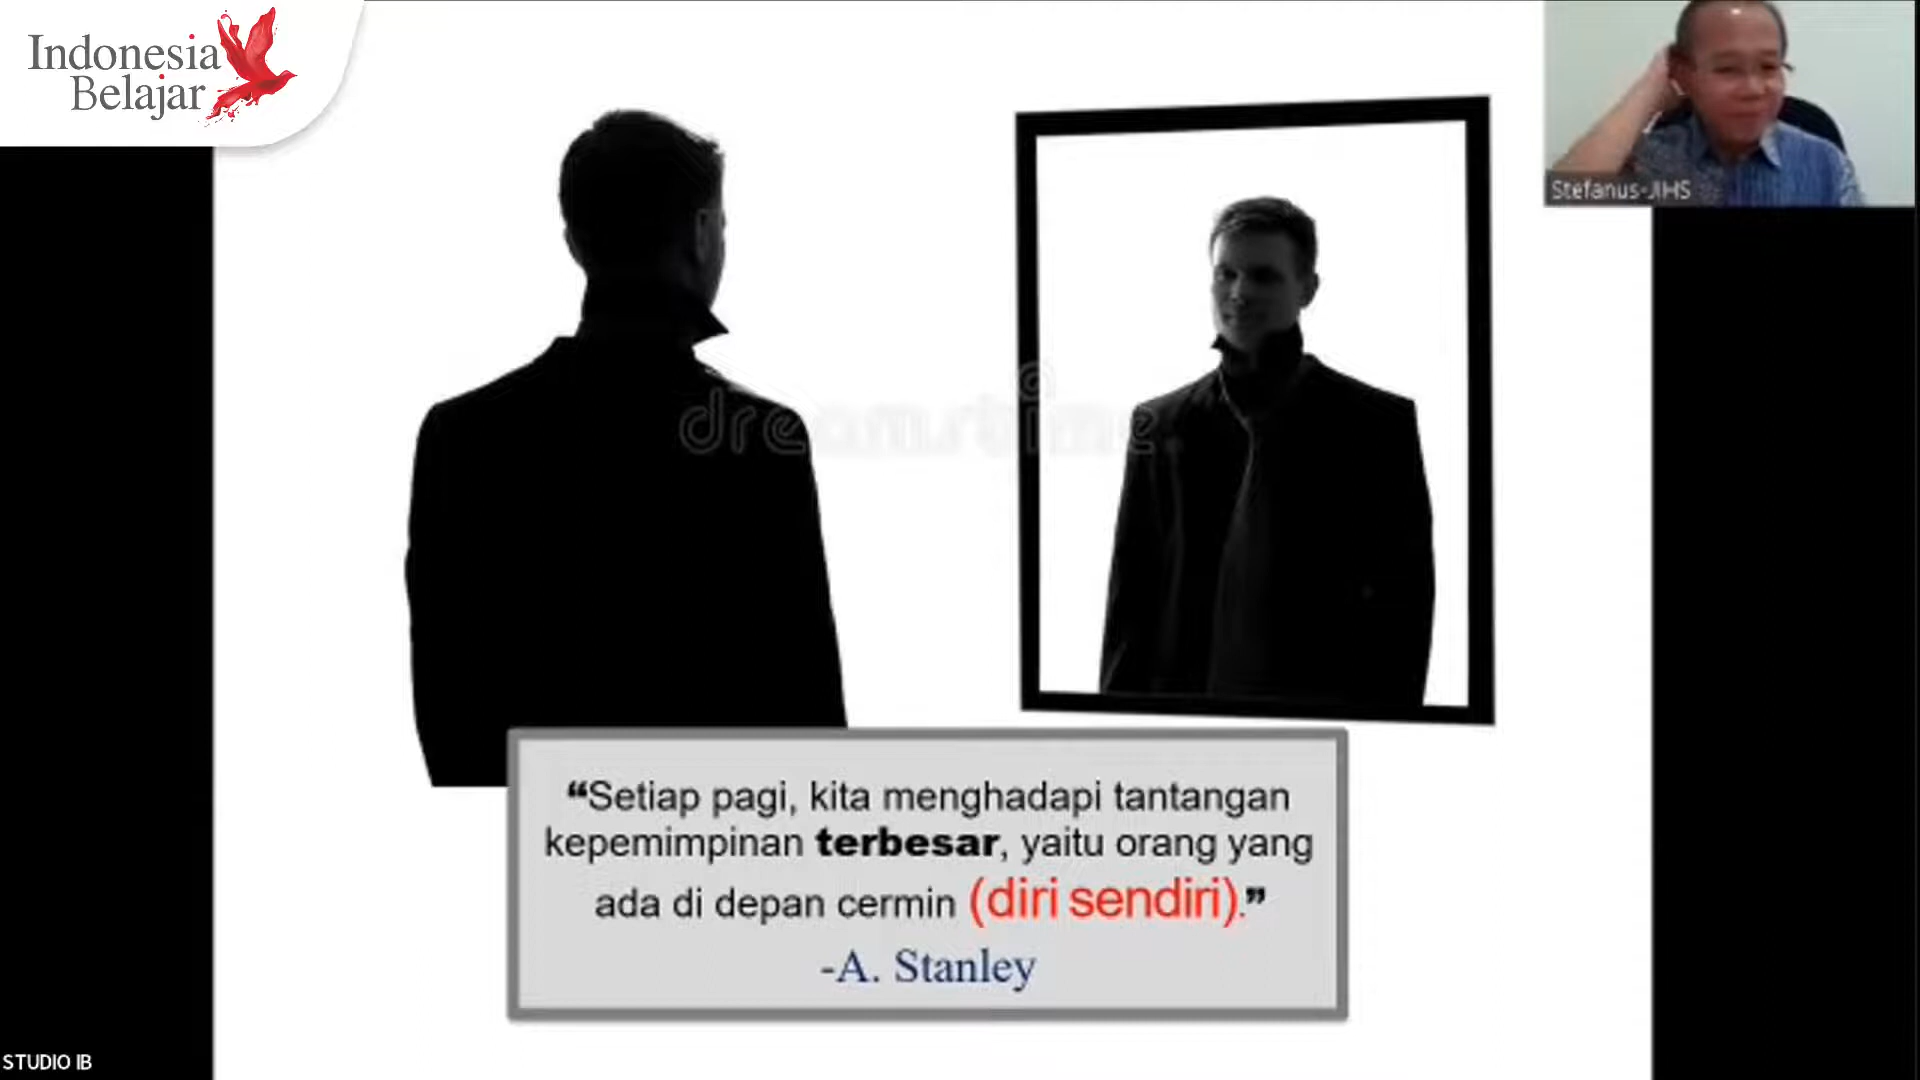 Indonesia
Belajar
Stefanus-JIHS
dreamstime
“Setiap pagi, kita menghadapi tantangan
kepemimpinan terbesar, yaitu orang yang
ada di depan cermin (diri sendiri).”
-A. Stanley
STUDIO IB